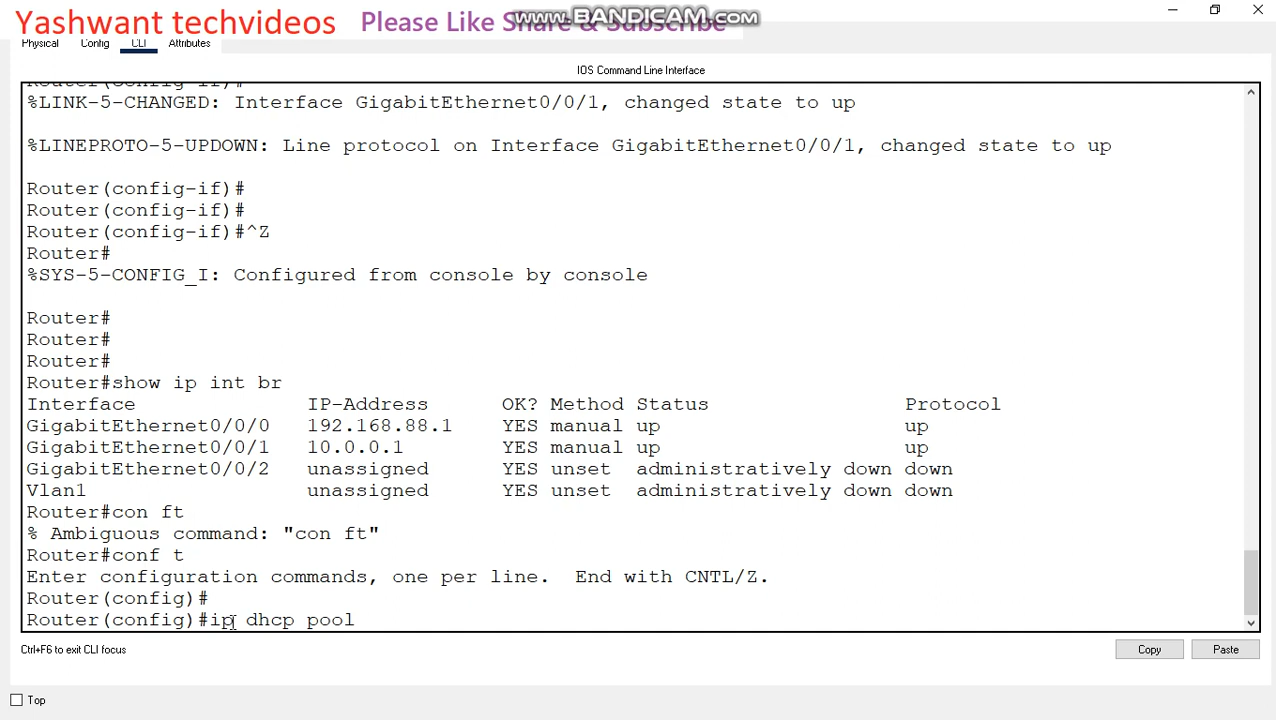 Yashwant techvideos Please Like Share & Subscribe
www.BANDICAM.com
Physical Config CLI Attributes
IOS Command Line Interface
Router(config-if)#
%LINK-5-CHANGED: Interface GigabitEthernet0/0/1, changed state to up
%LINEPROTO-5-UPDOWN: Line protocol on Interface GigabitEthernet0/0/1, changed state to up
Router(config-if)#
Router(config-if)#
Router(config-if)#^Z
Router#
%SYS-5-CONFIG_I: Configured from console by console
Router#
Router#
Router#
Router#show ip int br
Interface IP-Address OK? Method Status Protocol
GigabitEthernet0/0/0 192.168.88.1 YES manual up up
GigabitEthernet0/0/1 10.0.0.1 YES manual up up
GigabitEthernet0/0/2 unassigned YES unset administratively down down
Vlan1 unassigned YES unset administratively down down
Router#con ft
% Ambiguous command: "con ft"
Router#conf t
Enter configuration commands, one per line. End with CNTL/Z.
Router(config)#
Router(config)#ip dhcp pool
Ctrl+F6 to exit CLI focus
Copy Paste
Top